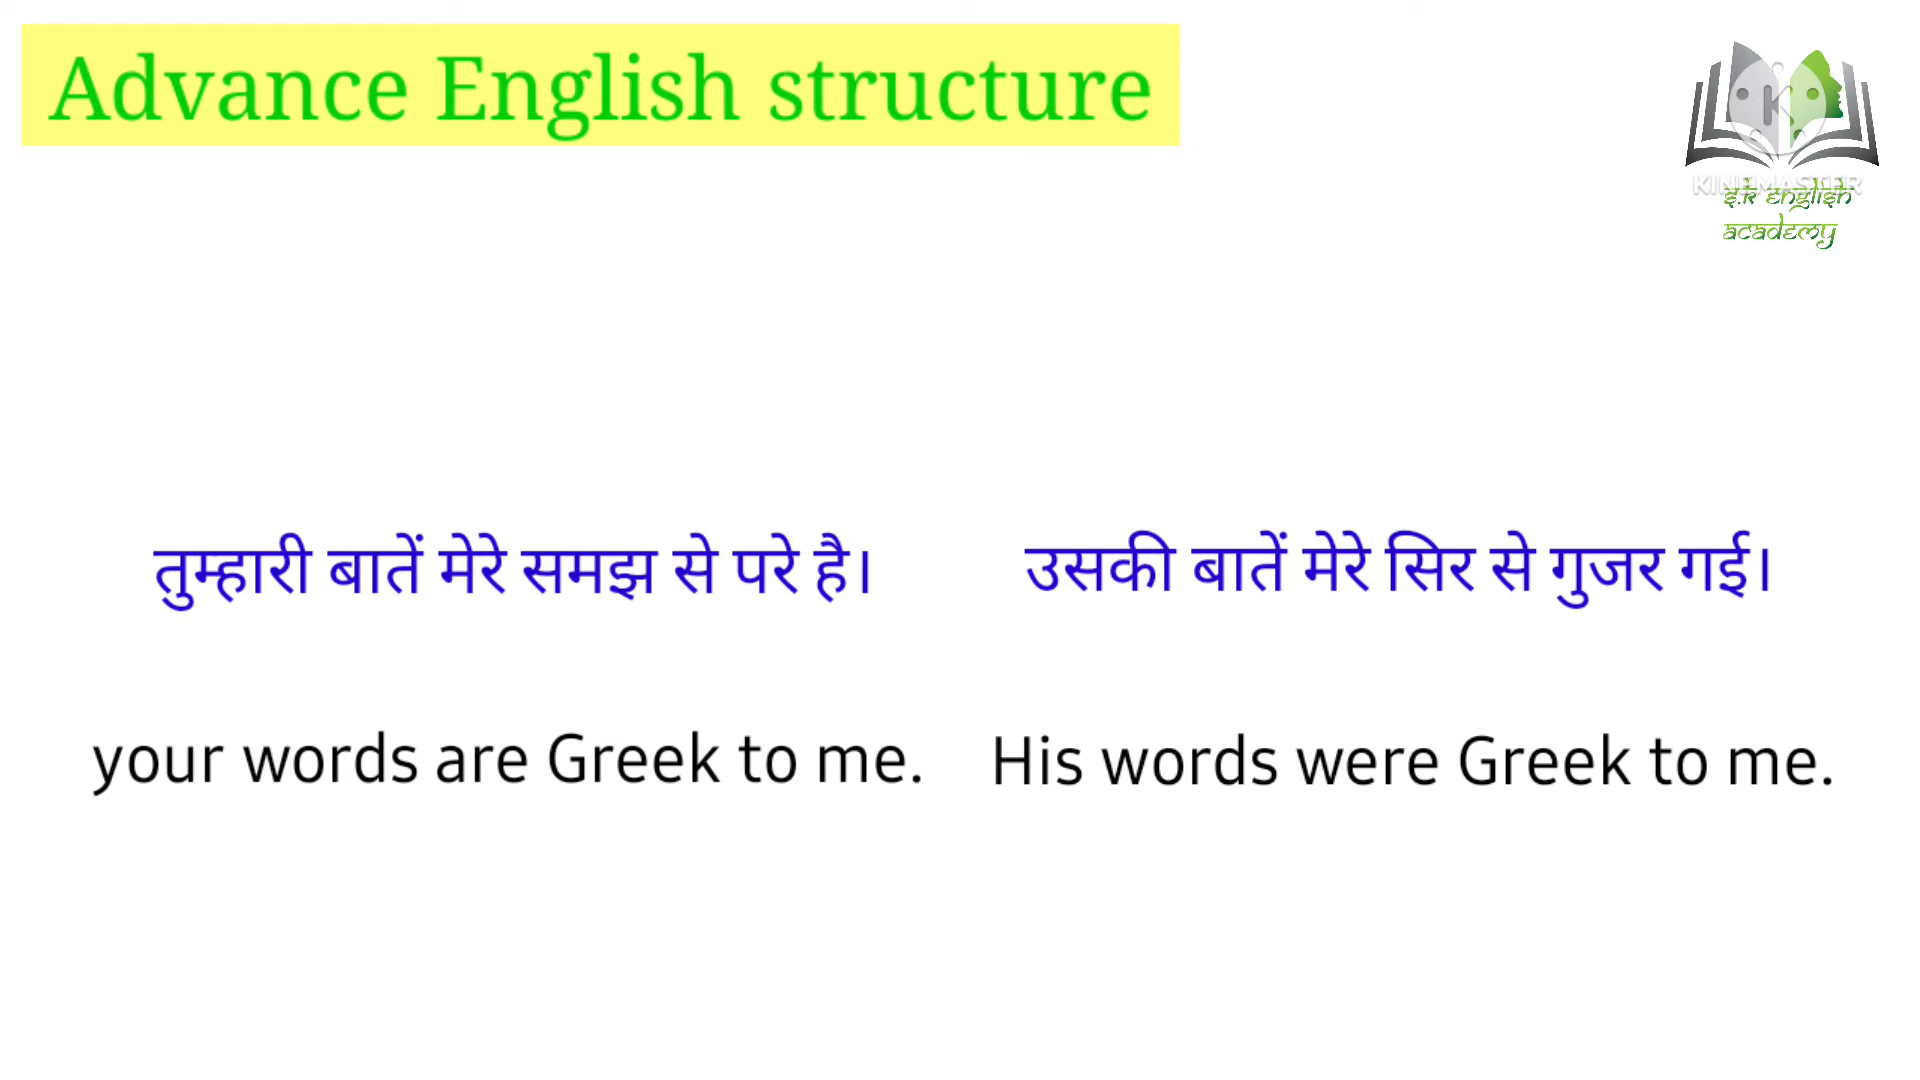 Advance English structure
KINEMASTER
S.K English
academy
तुम्हारी बातें मेरे समझ से परे है।
उसकी बातें मेरे सिर से गुजर गई।
your words are Greek to me.
His words were Greek to me.